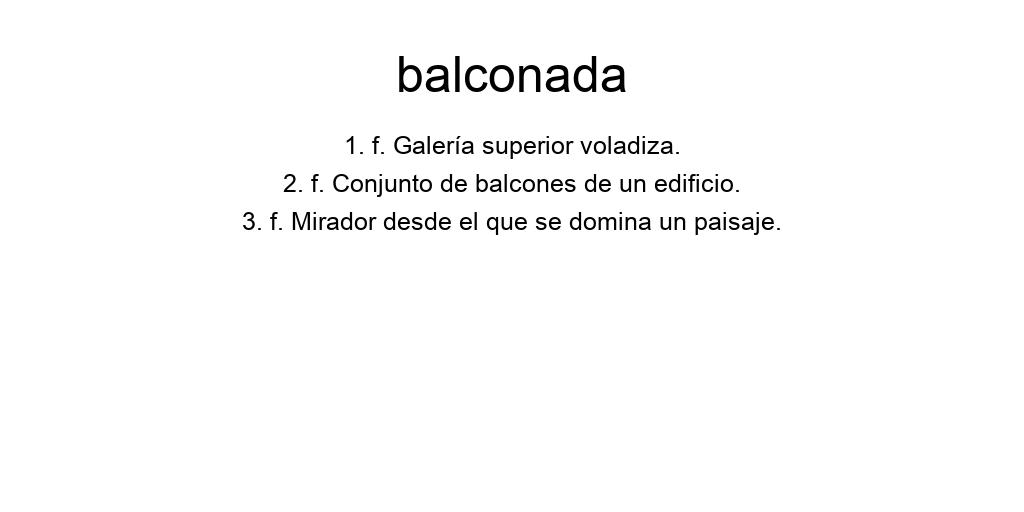 balconada
1. f. Galería superior voladiza.
2. f. Conjunto de balcones de un edificio.
3. f. Mirador desde el que se domina un paisaje.